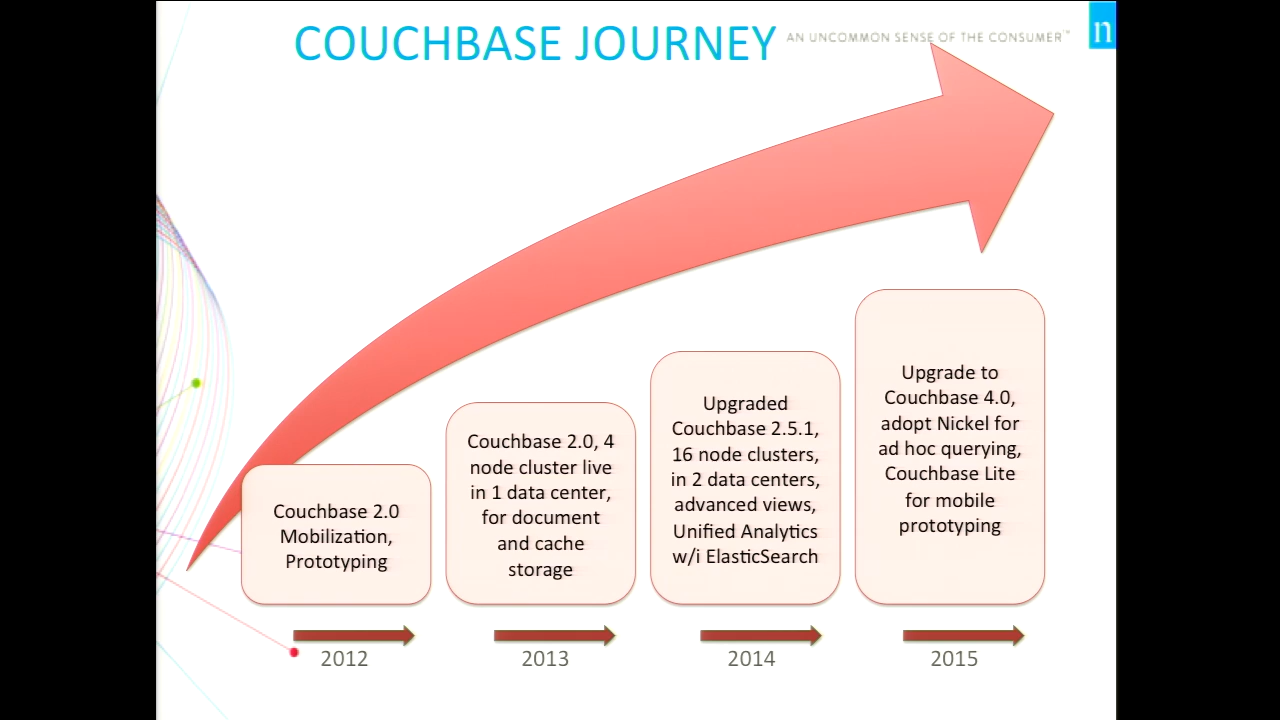 COUCHBASE JOURNEY
AN UNCOMMON SENSE OF THE CONSUMER™
n
Couchbase 2.0
Mobilization,
Prototyping
Couchbase 2.0, 4
node cluster live
in 1 data center,
for document
and cache
storage
Upgraded
Couchbase 2.5.1,
16 node clusters,
in 2 data centers,
advanced views,
Unified Analytics
w/i ElasticSearch
Upgrade to
Couchbase 4.0,
adopt Nickel for
ad hoc querying,
Couchbase Lite
for mobile
prototyping
2012
2013
2014
2015